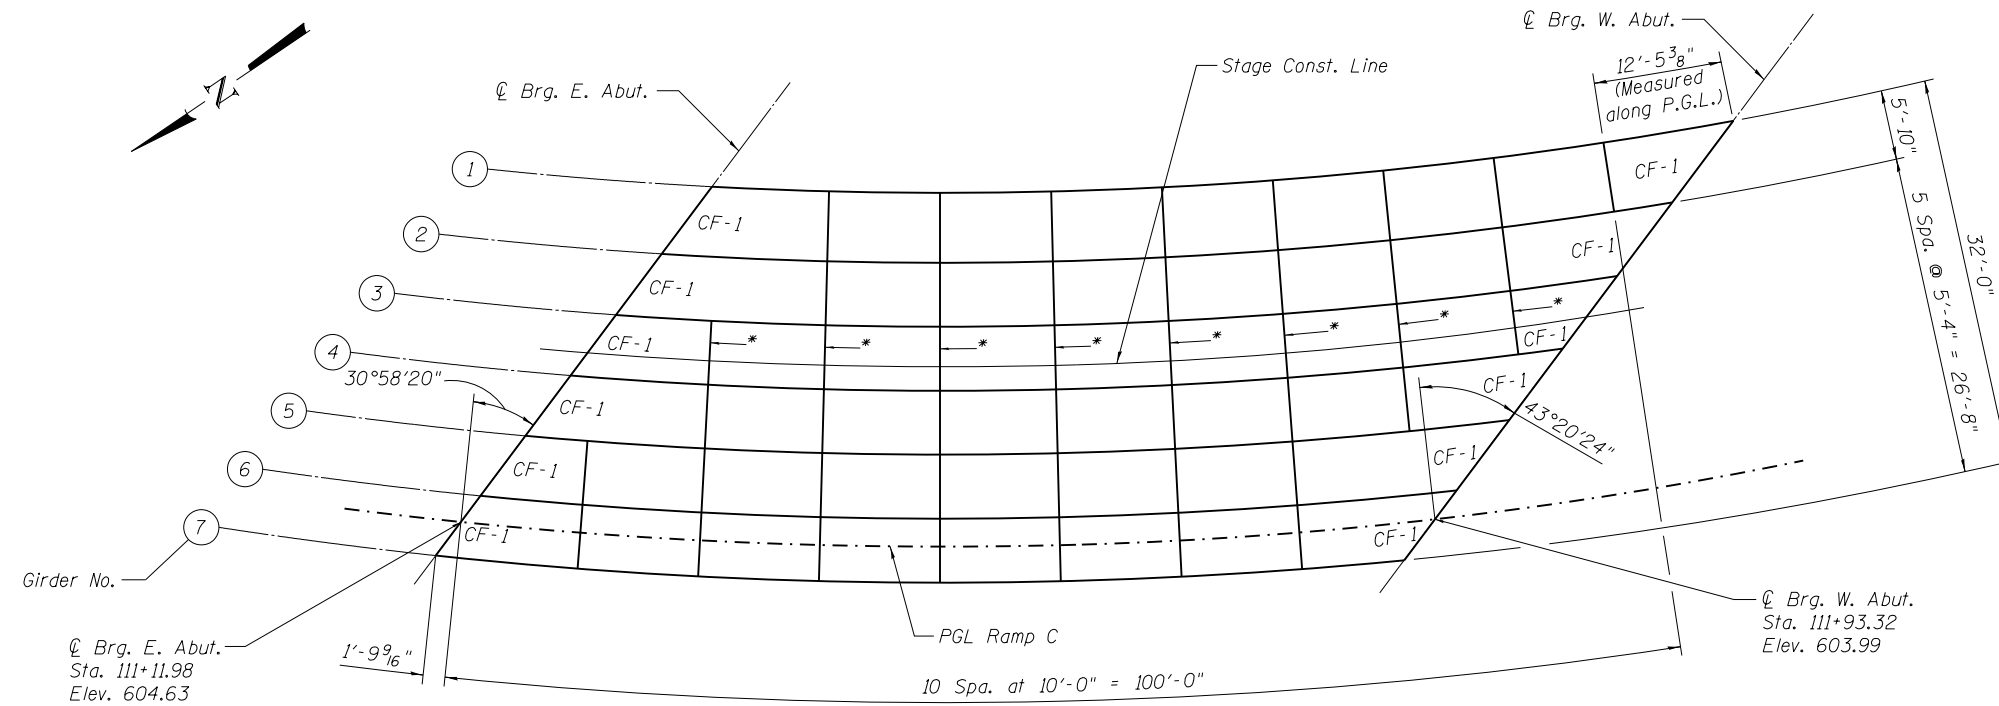 ℄ Brg. W. Abut.
12'-5 3/8"
(Measured
along P.G.L.)
Stage Const. Line
℄ Brg. E. Abut.
N
5'-10"
5 Spa. @ 5'-4" = 26'-8"
32'-0"
1
CF-1
CF-1
2
CF-1
CF-1
3
CF-1
* * * * * * * *
CF-1
4
30°58'20"
CF-1
CF-1
43°20'24"
5
CF-1
CF-1
6
CF-1
CF-1
7
Girder No.
PGL Ramp C
℄ Brg. E. Abut.
Sta. 111+11.98
Elev. 604.63
1'-9 9/16"
10 Spa. at 10'-0" = 100'-0"
℄ Brg. W. Abut.
Sta. 111+93.32
Elev. 603.99